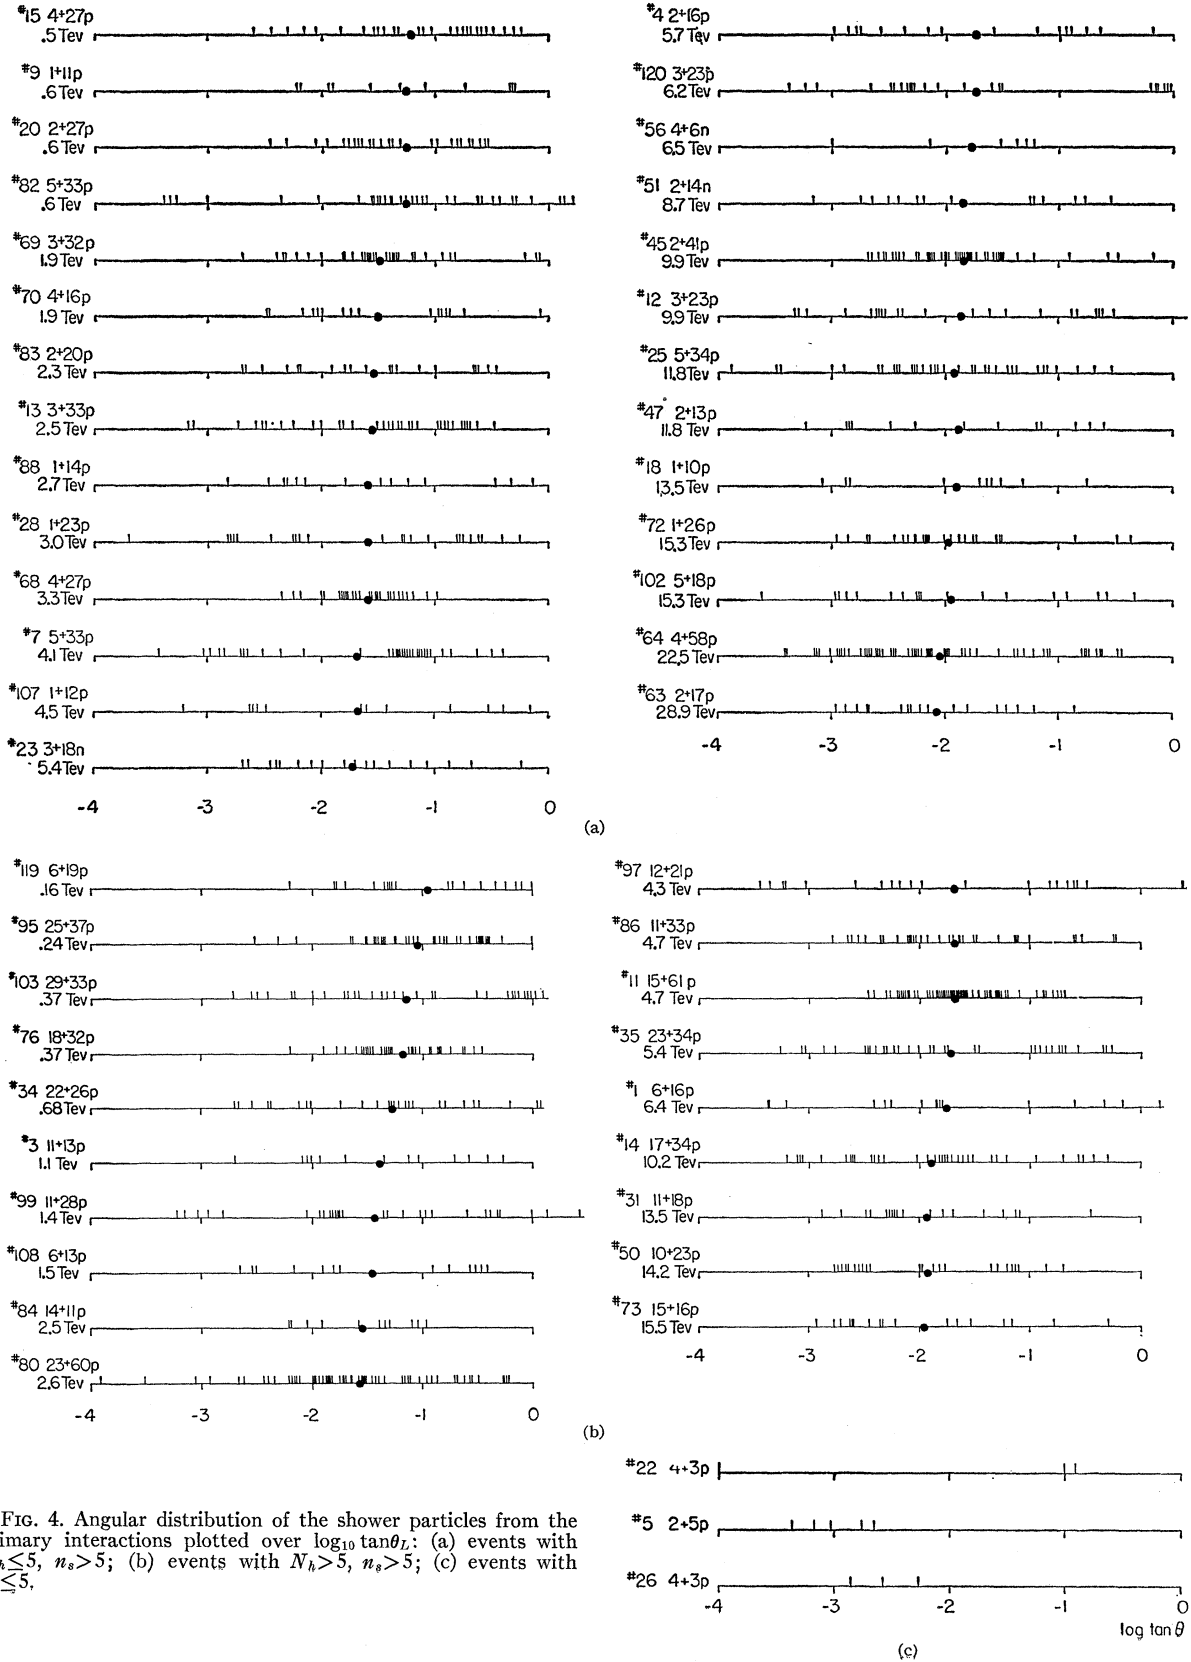 #15 4+27p
.5 Tev
#9 1+11p
.6 Tev
#20 2+27p
.6 Tev
#82 5+33p
.6 Tev
#69 3+32p
1.9 Tev
#70 4+16p
1.9 Tev
#83 2+20p
2.3 Tev
#13 3+33p
2.5 Tev
#88 1+14p
2.7 Tev
#28 1+23p
3.0 Tev
#68 4+27p
3.3 Tev
#7 5+33p
4.1 Tev
#107 1+12p
4.5 Tev
#23 3+18n
5.4 Tev
-4 -3 -2 -1 0
#4 2+16p
5.7 Tev
#120 3+23p
6.2 Tev
#56 4+6n
6.5 Tev
#51 2+14n
8.7 Tev
#45 2+41p
9.9 Tev
#12 3+23p
9.9 Tev
#25 5+34p
11.8 Tev
#47 2+13p
11.8 Tev
#18 1+10p
13.5 Tev
#72 1+26p
15.3 Tev
#102 5+18p
15.3 Tev
#64 4+58p
22.5 Tev
#63 2+17p
28.9 Tev
-4 -3 -2 -1 0
(a)
#119 6+19p
.16 Tev
#95 25+37p
.24 Tev
#103 29+33p
.37 Tev
#76 18+32p
.37 Tev
#34 22+26p
.68 Tev
#3 11+13p
1.1 Tev
#99 11+28p
1.4 Tev
#108 6+13p
1.5 Tev
#84 14+11p
2.5 Tev
#80 23+60p
2.6 Tev
-4 -3 -2 -1 0
#97 12+21p
4.3 Tev
#86 11+33p
4.7 Tev
#11 15+61p
4.7 Tev
#35 23+34p
5.4 Tev
#1 6+16p
6.4 Tev
#14 17+34p
10.2 Tev
#31 11+18p
13.5 Tev
#50 10+23p
14.2 Tev
#73 15+16p
15.5 Tev
-4 -3 -2 -1 0
(b)
#22 4+3p
#5 2+5p
#26 4+3p
-4 -3 -2 -1 0
log tan θ
(c)
FIG. 4. Angular distribution of the shower particles from the
imary interactions plotted over log₁₀ tanθ_L: (a) events with
ₕ≤5, nₛ>5; (b) events with Nₕ>5, nₛ>5; (c) events with
≤5.